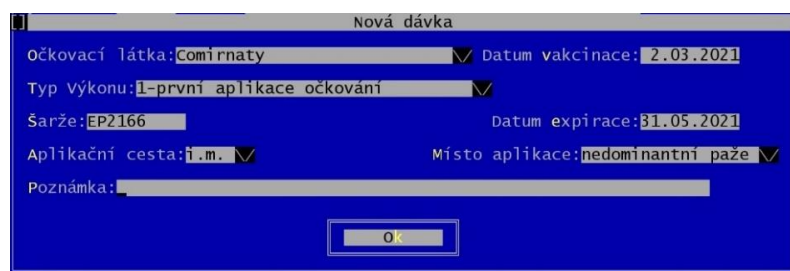 [] Nová dávka
Očkovací látka:Comirnaty Datum vakcinace: 2.03.2021
Typ Výkonu:1-první aplikace očkování
Šarže:EP2166 Datum expirace:31.05.2021
Aplikační cesta:i.m. Místo aplikace:nedominantní paže
Poznámka:
Ok